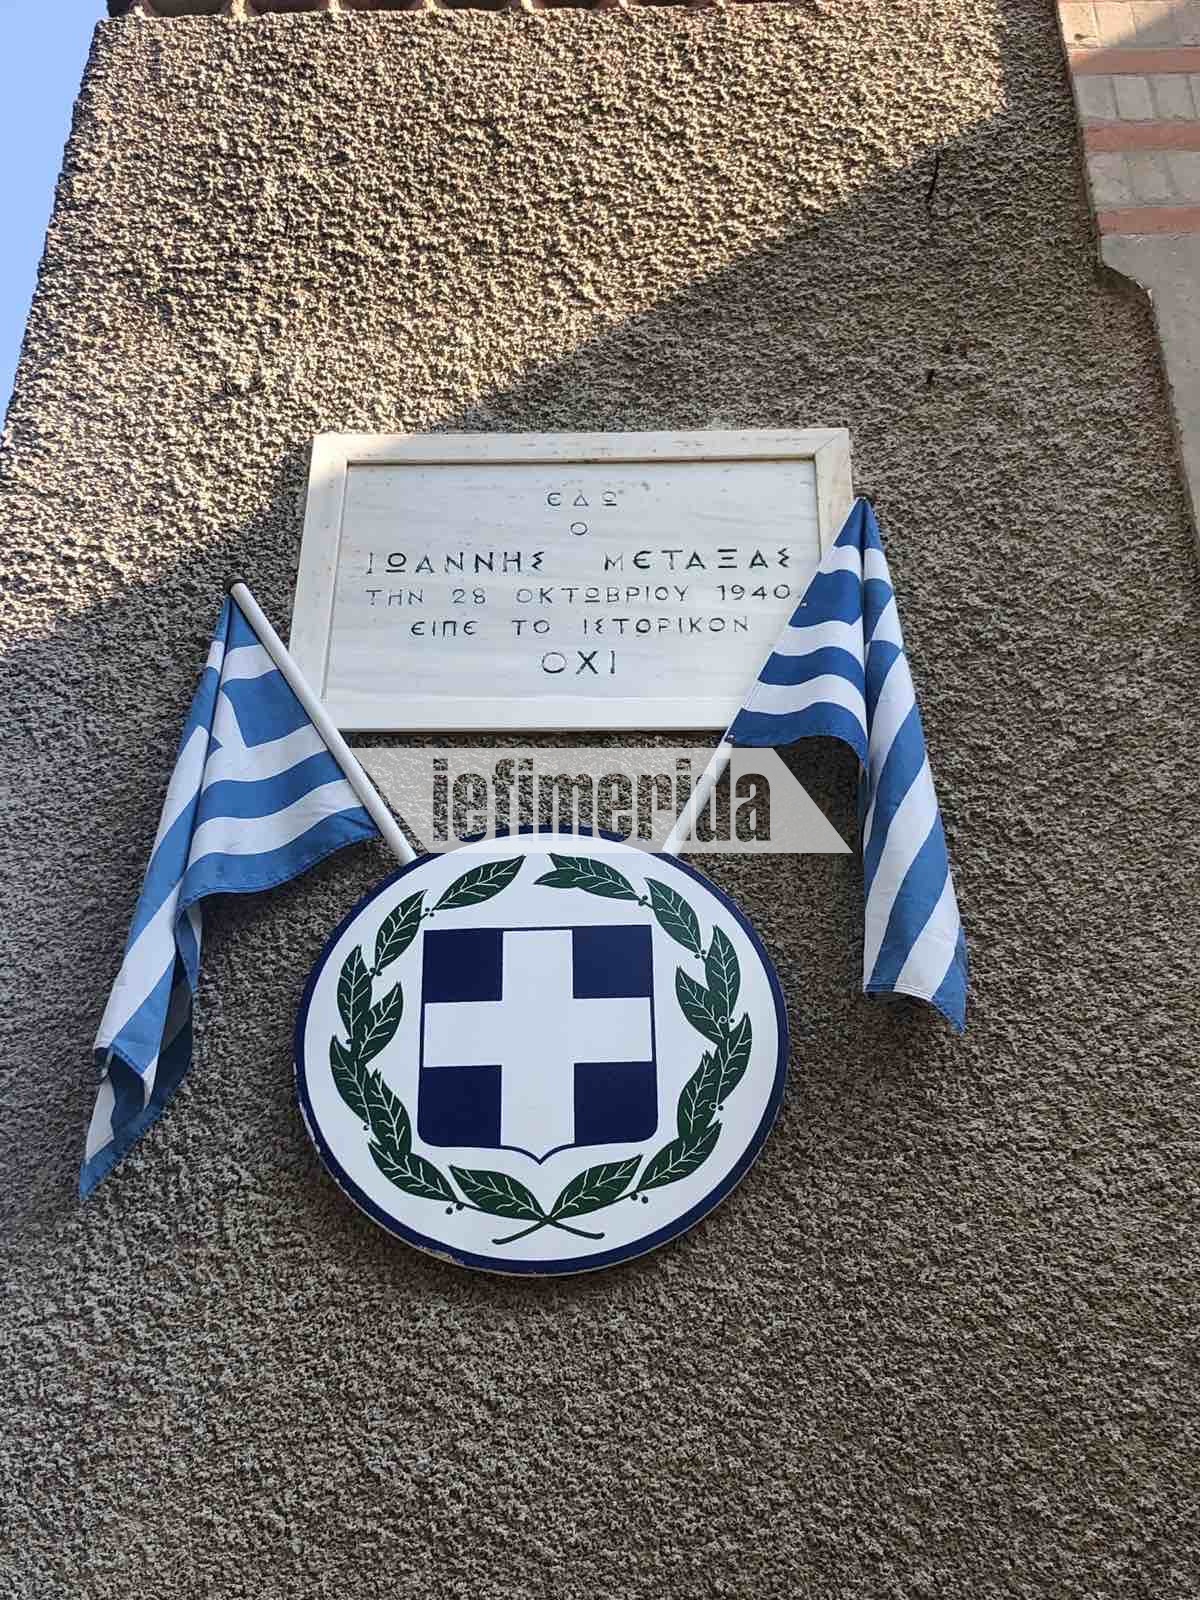 ΕΔΩ
Ο
ΙΩΑΝΝΗΣ ΜΕΤΑΞΑΣ
ΤΗΝ 28 ΟΚΤΩΒΡΙΟΥ 1940
ΕΙΠΕ ΤΟ ΙΣΤΟΡΙΚΟΝ
ΟΧΙ
iefimerida